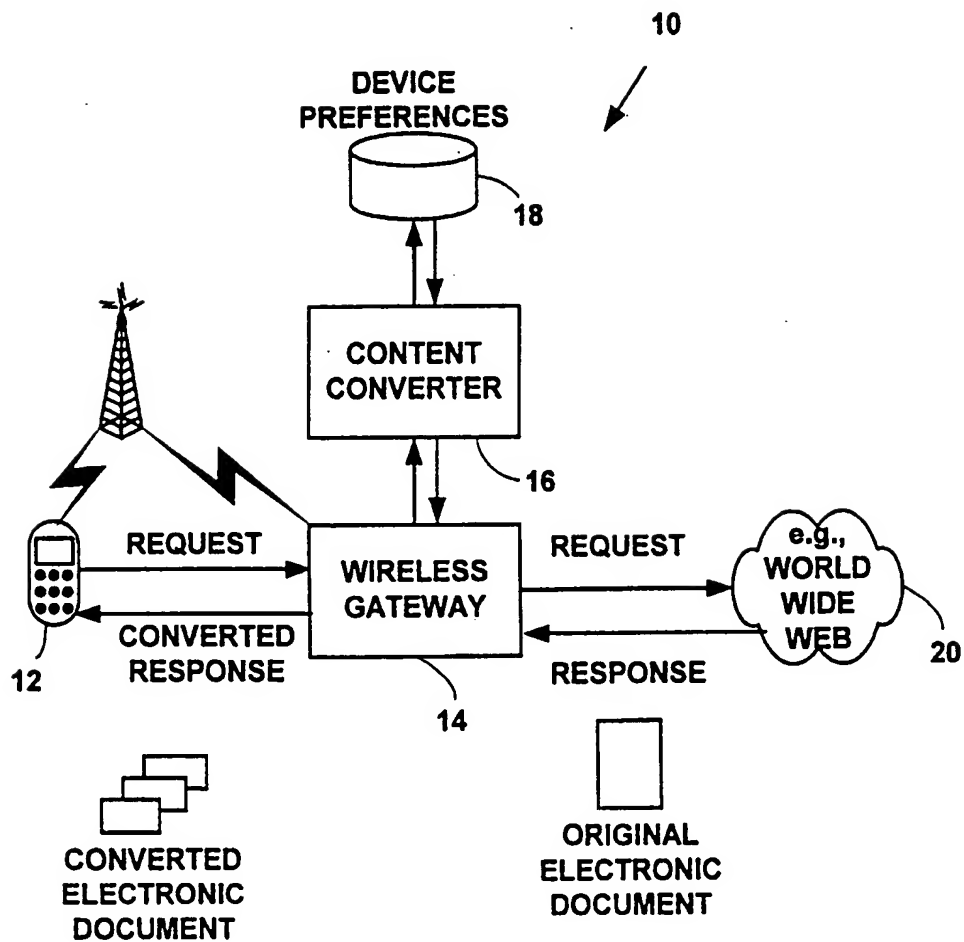 10
DEVICE
PREFERENCES
18
CONTENT
CONVERTER
16
REQUEST
WIRELESS
GATEWAY
REQUEST
e.g.,
WORLD
WIDE
WEB
CONVERTED
RESPONSE
RESPONSE
12
14
20
CONVERTED
ELECTRONIC
DOCUMENT
ORIGINAL
ELECTRONIC
DOCUMENT